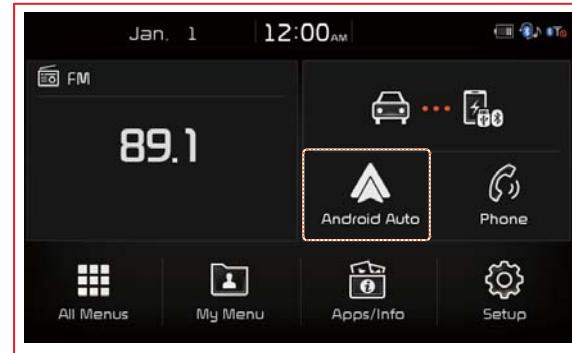 Jan. 1 12:00AM
FM
89.1
Android Auto Phone
All Menus My Menu Apps/Info Setup